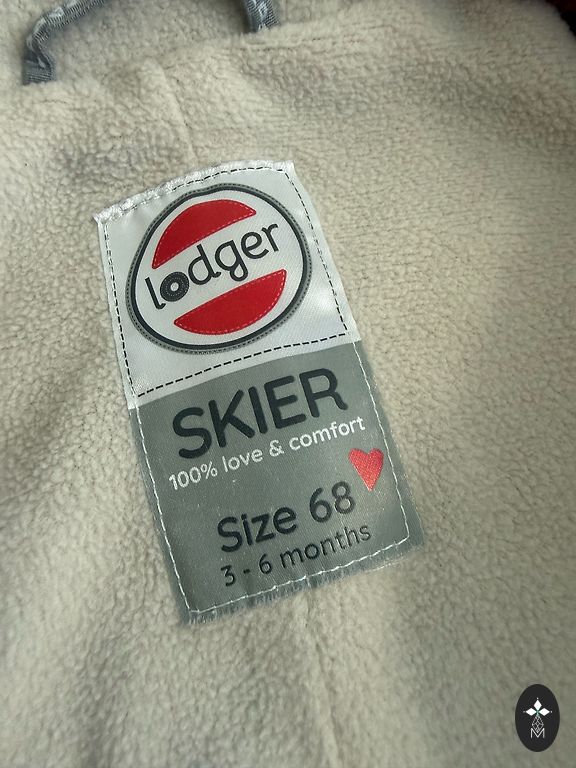 lodger
SKIER
100% love & comfort
Size 68
3 - 6 months
M